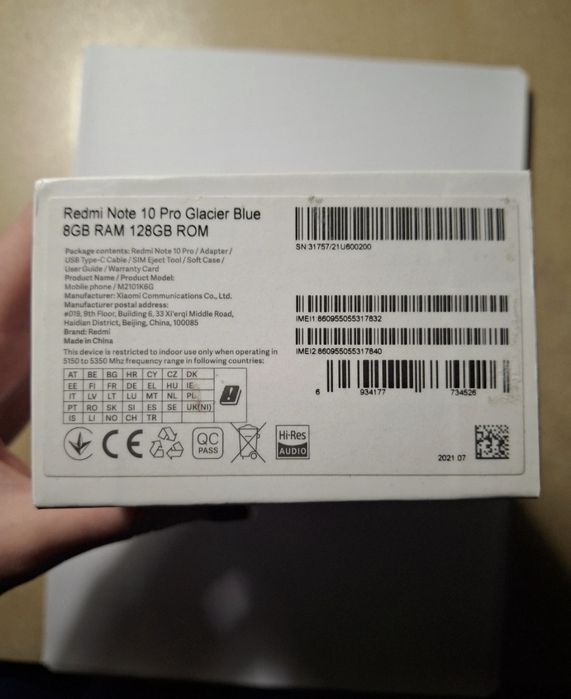 Redmi Note 10 Pro Glacier Blue
8GB RAM 128GB ROM
Package contents: Redmi Note 10 Pro / Adapter /
USB Type-C Cable / SIM Eject Tool / Soft Case /
User Guide / Warranty Card
Product Name / Product Model:
Mobile phone / M2101K6G
Manufacturer: Xiaomi Communications Co., Ltd.
Manufacturer postal address:
#019, 9th Floor, Building 6, 33 Xi'erqi Middle Road,
Haidian District, Beijing, China, 100085
Brand: Redmi
Made in China
This device is restricted to indoor use only when operating in
5150 to 5350 Mhz frequency range in following countries:
AT BE BG HR CY CZ DK
EE FI FR DE EL HU IE
IT LV LT LU MT NL PL
PT RO SK SI ES SE UK(NI)
IS LI NO CH TR
CE
QC
PASS
Hi-Res
AUDIO
SN:31757/21U600200
IMEI1:860955055317832
IMEI2:860955055317840
6 934177 734526
2021.07